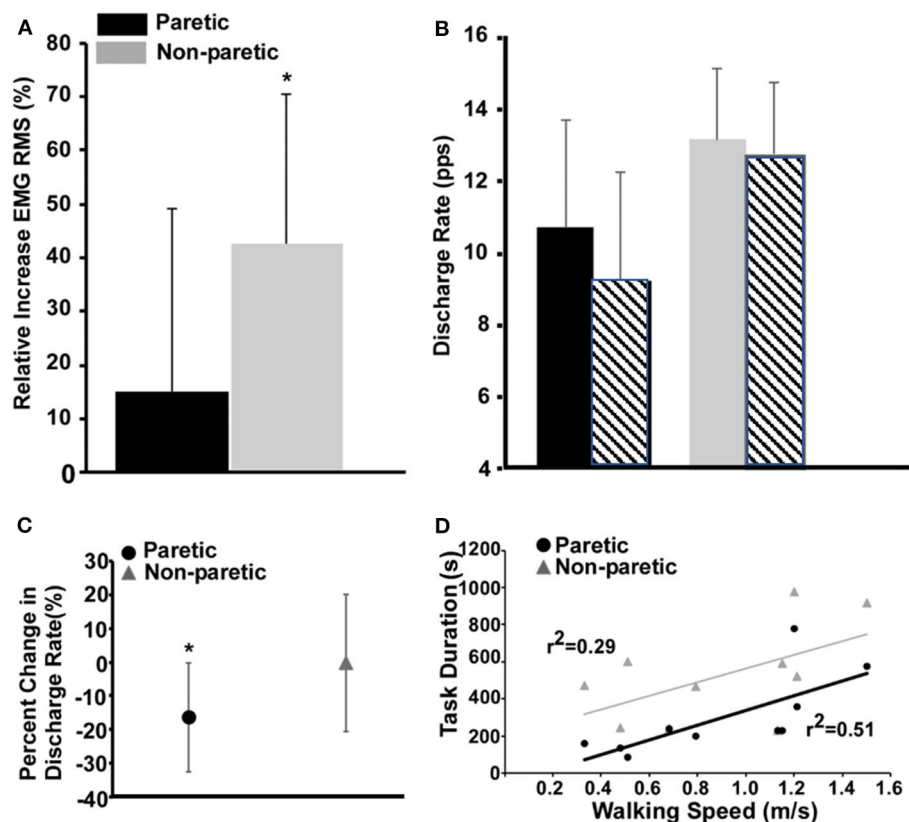 A
Paretic
Non-paretic
Relative Increase EMG RMS (%)
80
70
60
50
40
30
20
10
0
*
B
Discharge Rate (pps)
16
14
12
10
8
6
4
C
Paretic
Non-paretic
Percent Change in
Discharge Rate(%)
30
20
10
0
-10
-20
-30
-40
*
D
Paretic
Non-paretic
Task Duration (s)
1200
1000
800
600
400
200
0
r²=0.29
r²=0.51
0.2 0.4 0.6 0.8 1.0 1.2 1.4 1.6
Walking Speed (m/s)